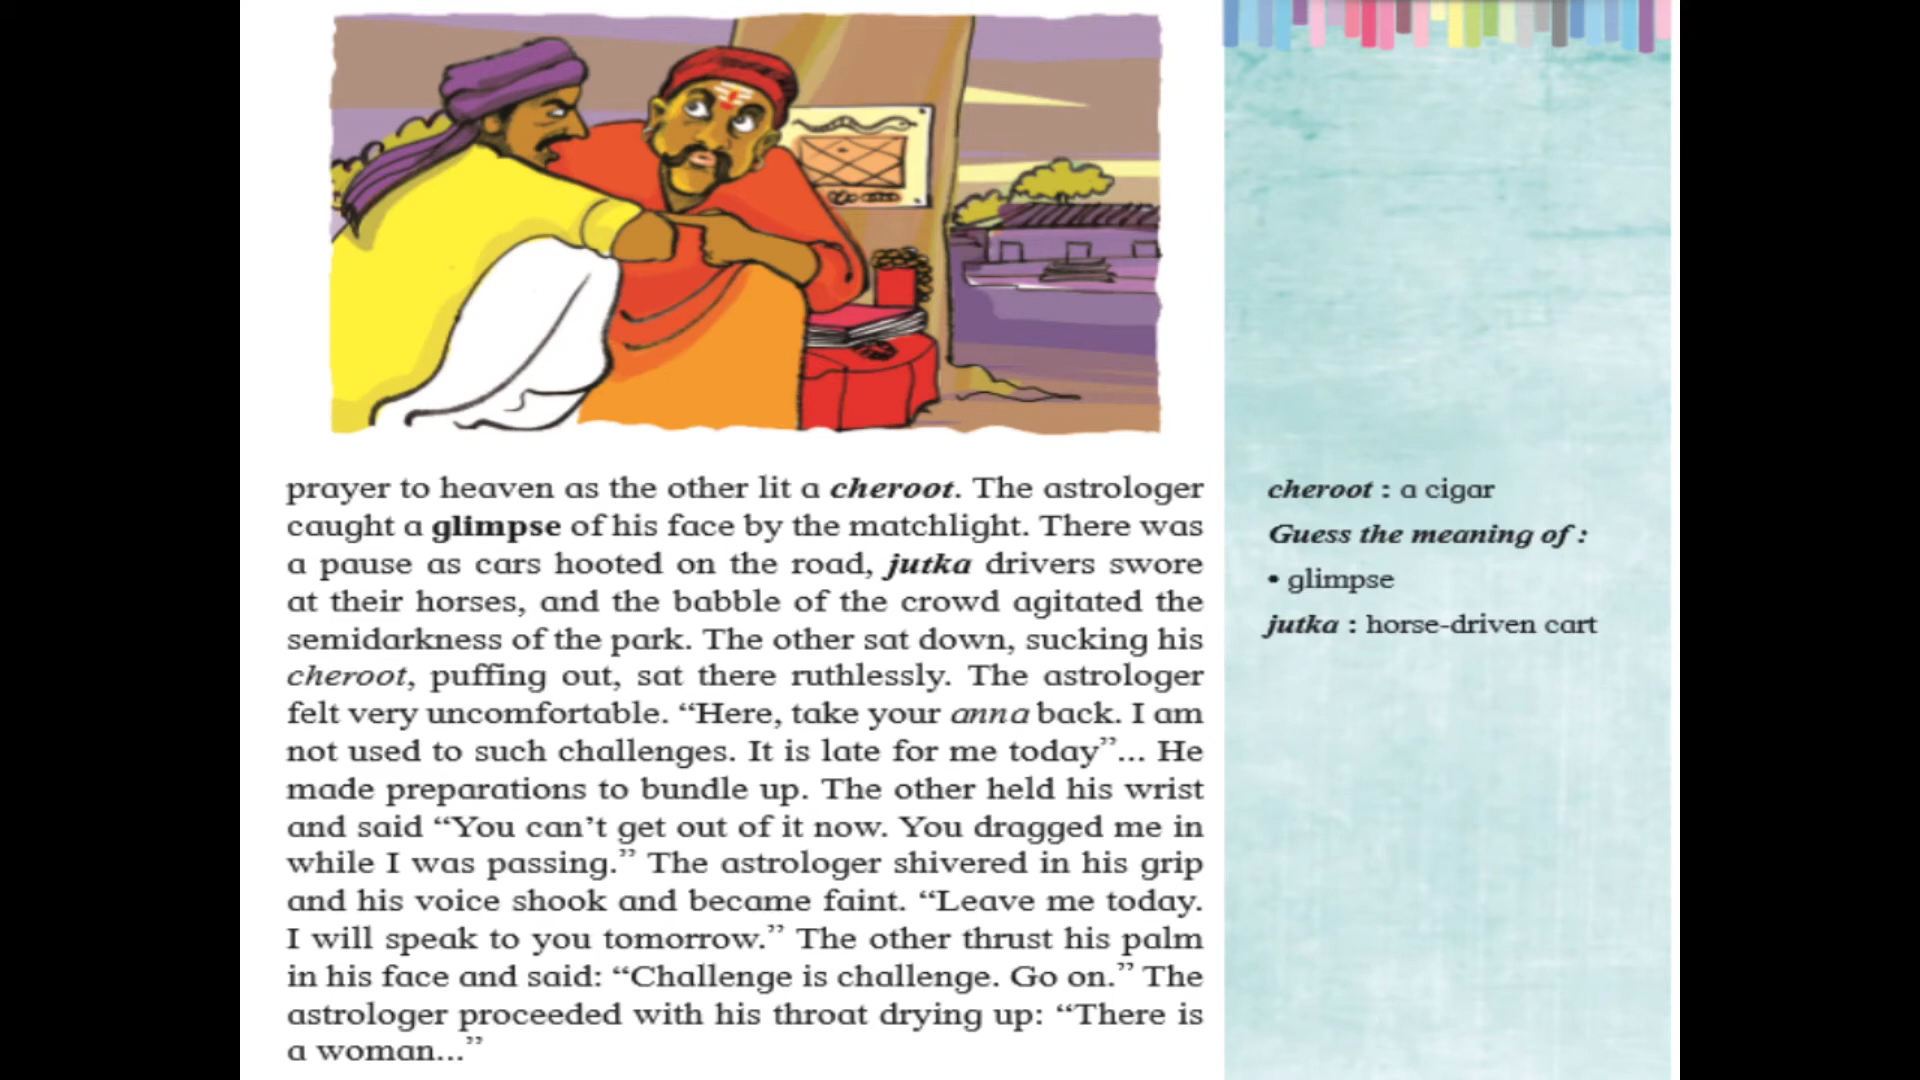 prayer to heaven as the other lit a cheroot. The astrologer
caught a glimpse of his face by the matchlight. There was
a pause as cars hooted on the road, jutka drivers swore
at their horses, and the babble of the crowd agitated the
semidarkness of the park. The other sat down, sucking his
cheroot, puffing out, sat there ruthlessly. The astrologer
felt very uncomfortable. “Here, take your anna back. I am
not used to such challenges. It is late for me today”... He
made preparations to bundle up. The other held his wrist
and said “You can’t get out of it now. You dragged me in
while I was passing.” The astrologer shivered in his grip
and his voice shook and became faint. “Leave me today.
I will speak to you tomorrow.” The other thrust his palm
in his face and said: “Challenge is challenge. Go on.” The
astrologer proceeded with his throat drying up: “There is
a woman...”
cheroot : a cigar
Guess the meaning of :
• glimpse
jutka : horse-driven cart